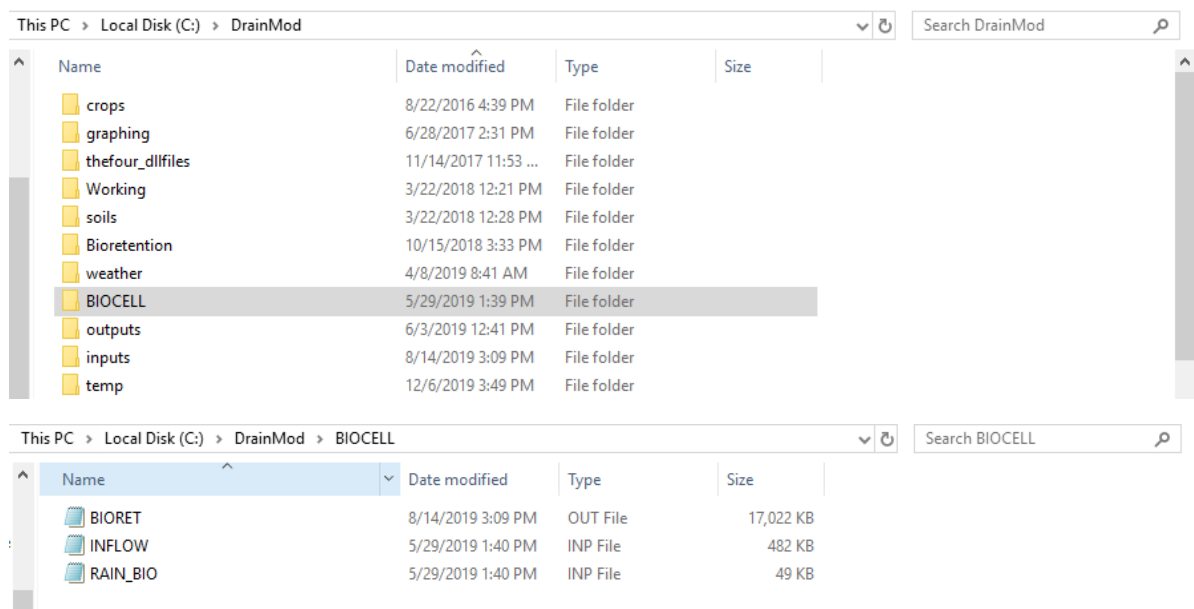 This PC > Local Disk (C:) > DrainMod Search DrainMod
Name Date modified Type Size
crops 8/22/2016 4:39 PM File folder
graphing 6/28/2017 2:31 PM File folder
thefour_dllfiles 11/14/2017 11:53 ... File folder
Working 3/22/2018 12:21 PM File folder
soils 3/22/2018 12:28 PM File folder
Bioretention 10/15/2018 3:33 PM File folder
weather 4/8/2019 8:41 AM File folder
BIOCELL 5/29/2019 1:39 PM File folder
outputs 6/3/2019 12:41 PM File folder
inputs 8/14/2019 3:09 PM File folder
temp 12/6/2019 3:49 PM File folder
This PC > Local Disk (C:) > DrainMod > BIOCELL Search BIOCELL
Name Date modified Type Size
BIORET 8/14/2019 3:09 PM OUT File 17,022 KB
INFLOW 5/29/2019 1:40 PM INP File 482 KB
RAIN_BIO 5/29/2019 1:40 PM INP File 49 KB